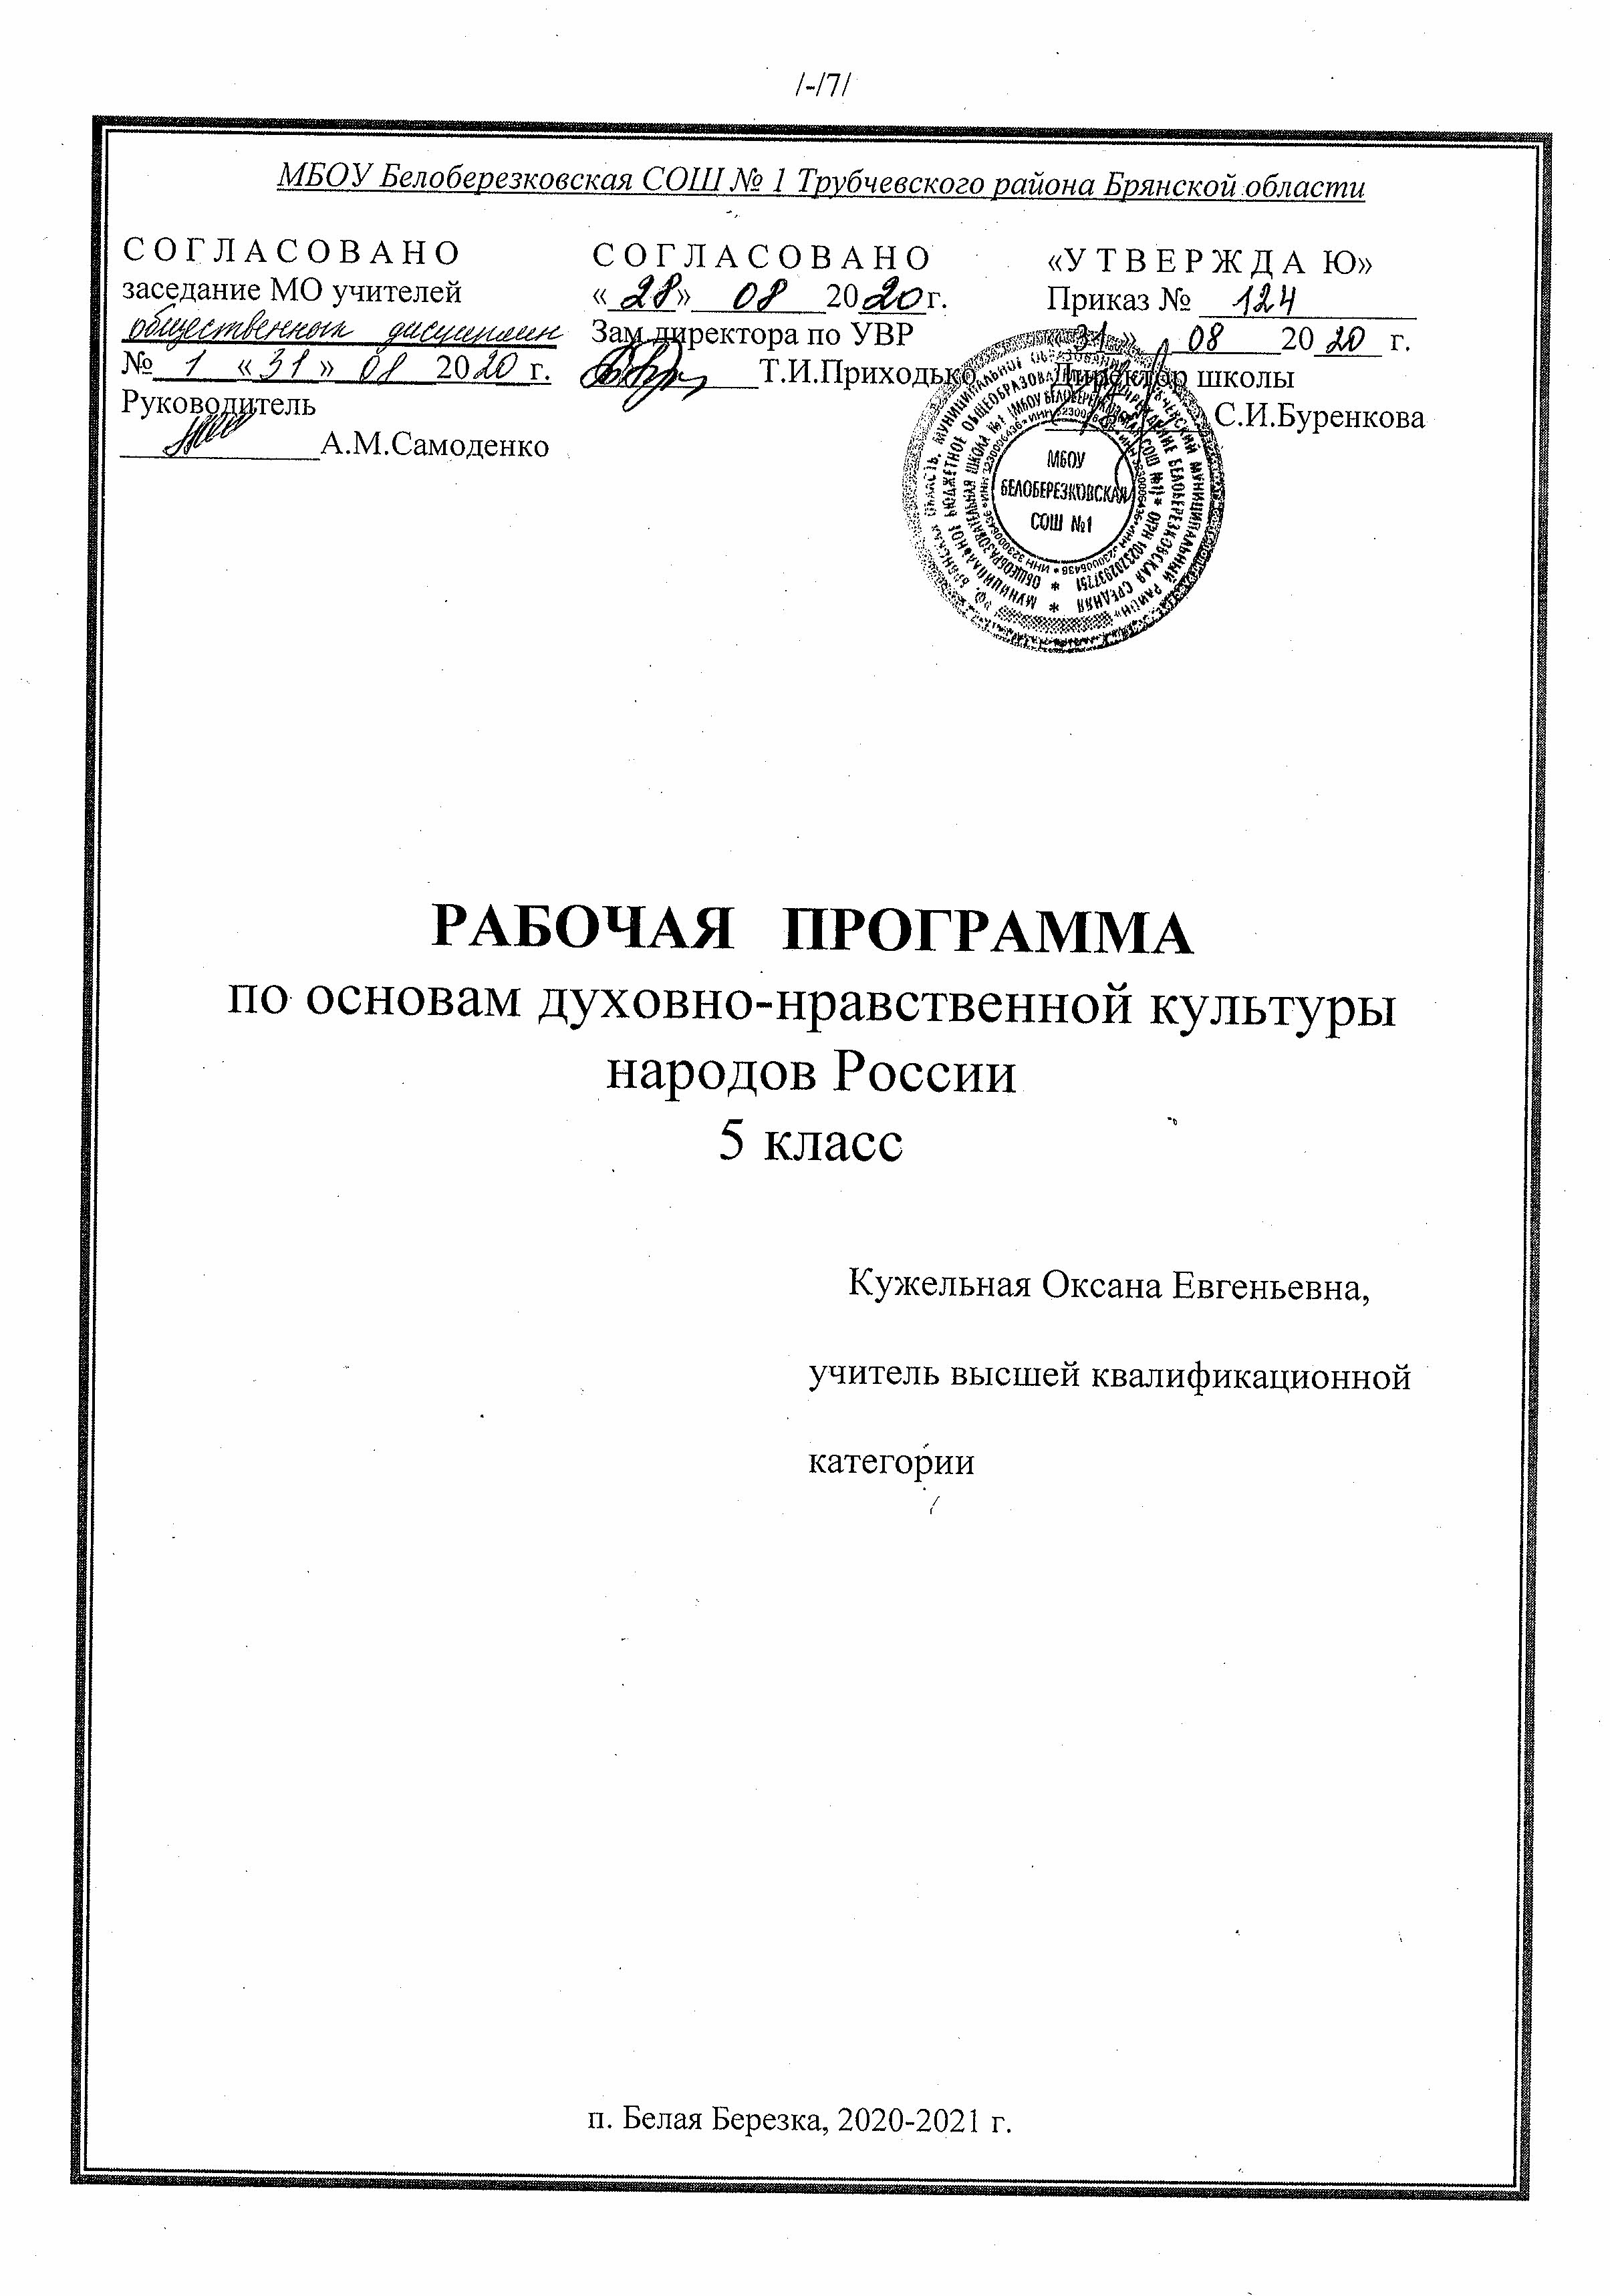 /-/7/
МБОУ Белоберезковская СОШ № 1 Трубчевского района Брянской области
С О Г Л А С О В А Н О
заседание МО учителей
общественных дисциплин
№ 1 «31» 08 2020 г.
Руководитель
А.М.Самоденко
С О Г Л А С О В А Н О
«28» 08 2020г.
Зам директора по УВР
Т.И.Приходько
«У Т В Е Р Ж Д А Ю»
Приказ № 124
«31» 08 2020 г.
Директор школы
С.И.Буренкова
МБОУ
БЕЛОБЕРЕЗКОВСКАЯ
СОШ №1
РАБОЧАЯ ПРОГРАММА
по основам духовно-нравственной культуры
народов России
5 класс
Кужельная Оксана Евгеньевна,
учитель высшей квалификационной
категории
п. Белая Березка, 2020-2021 г.